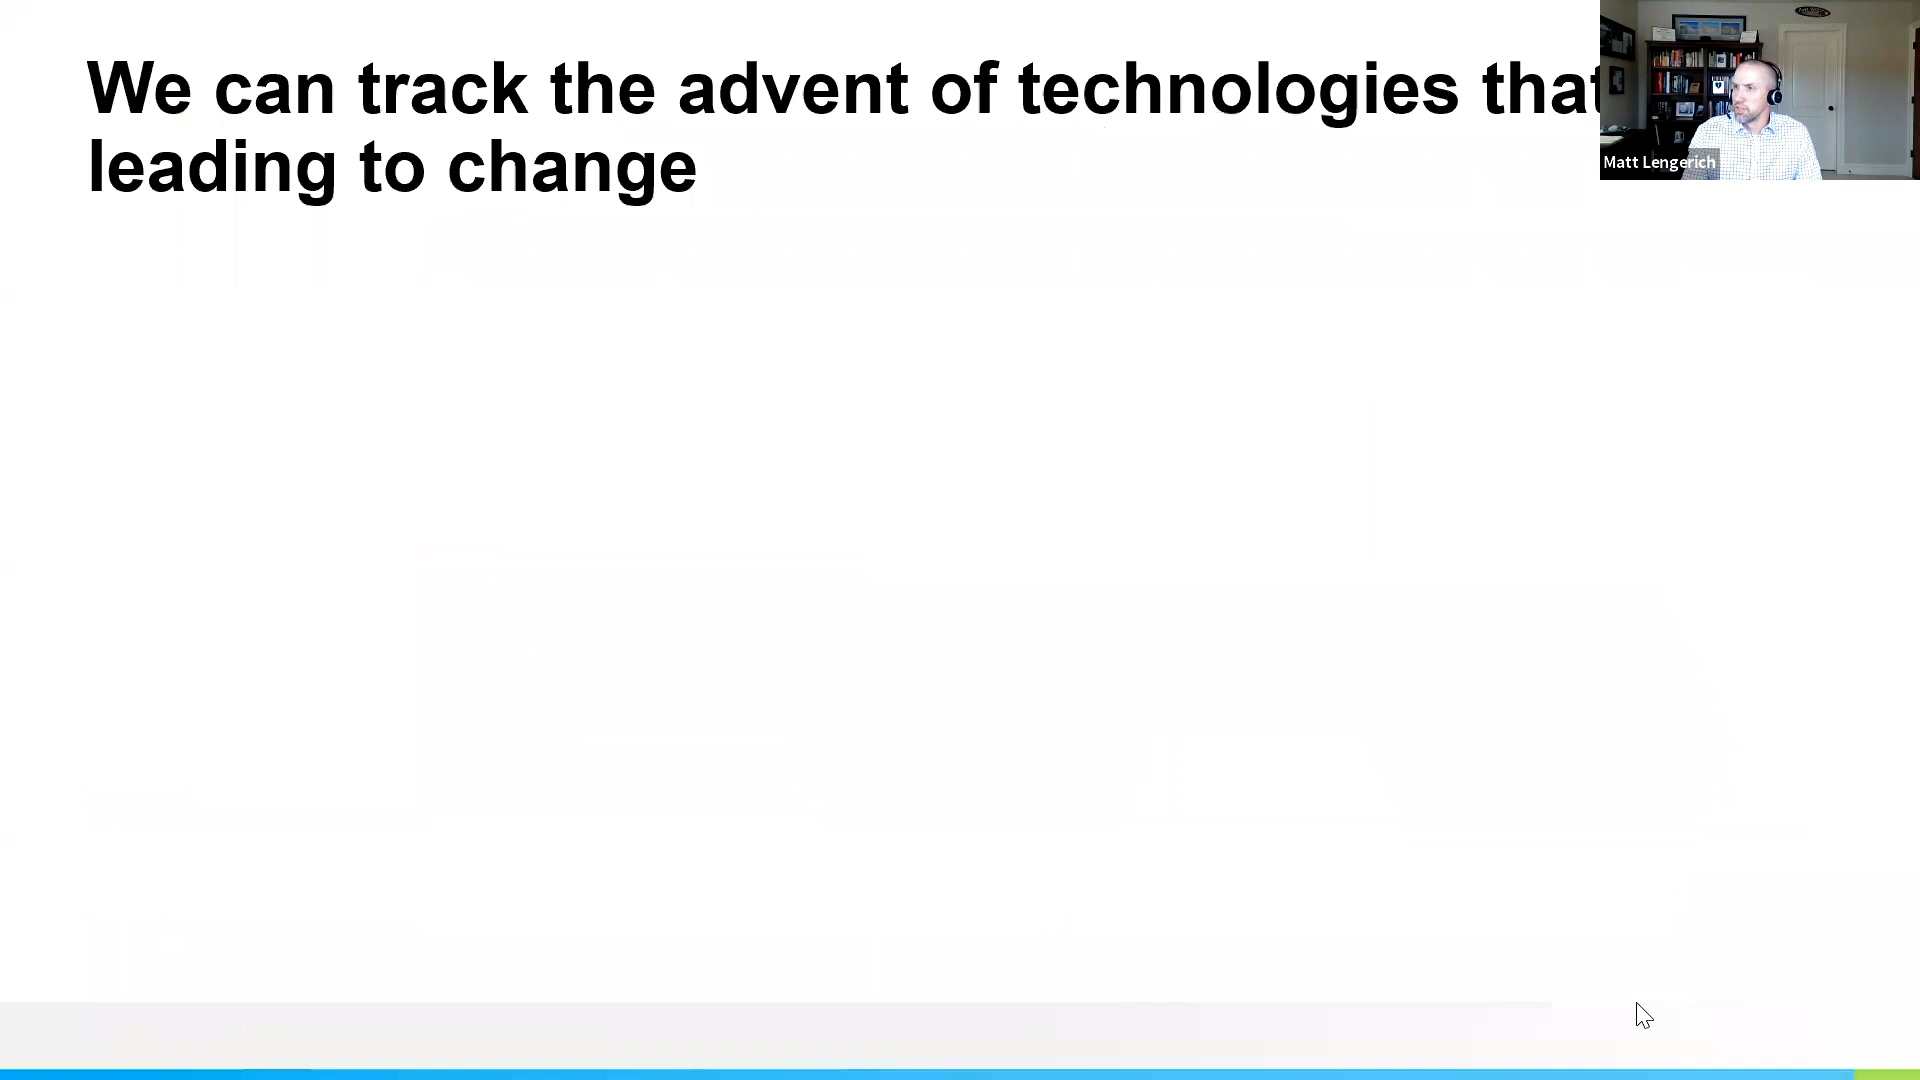 We can track the advent of technologies that
leading to change
Matt Lengerich